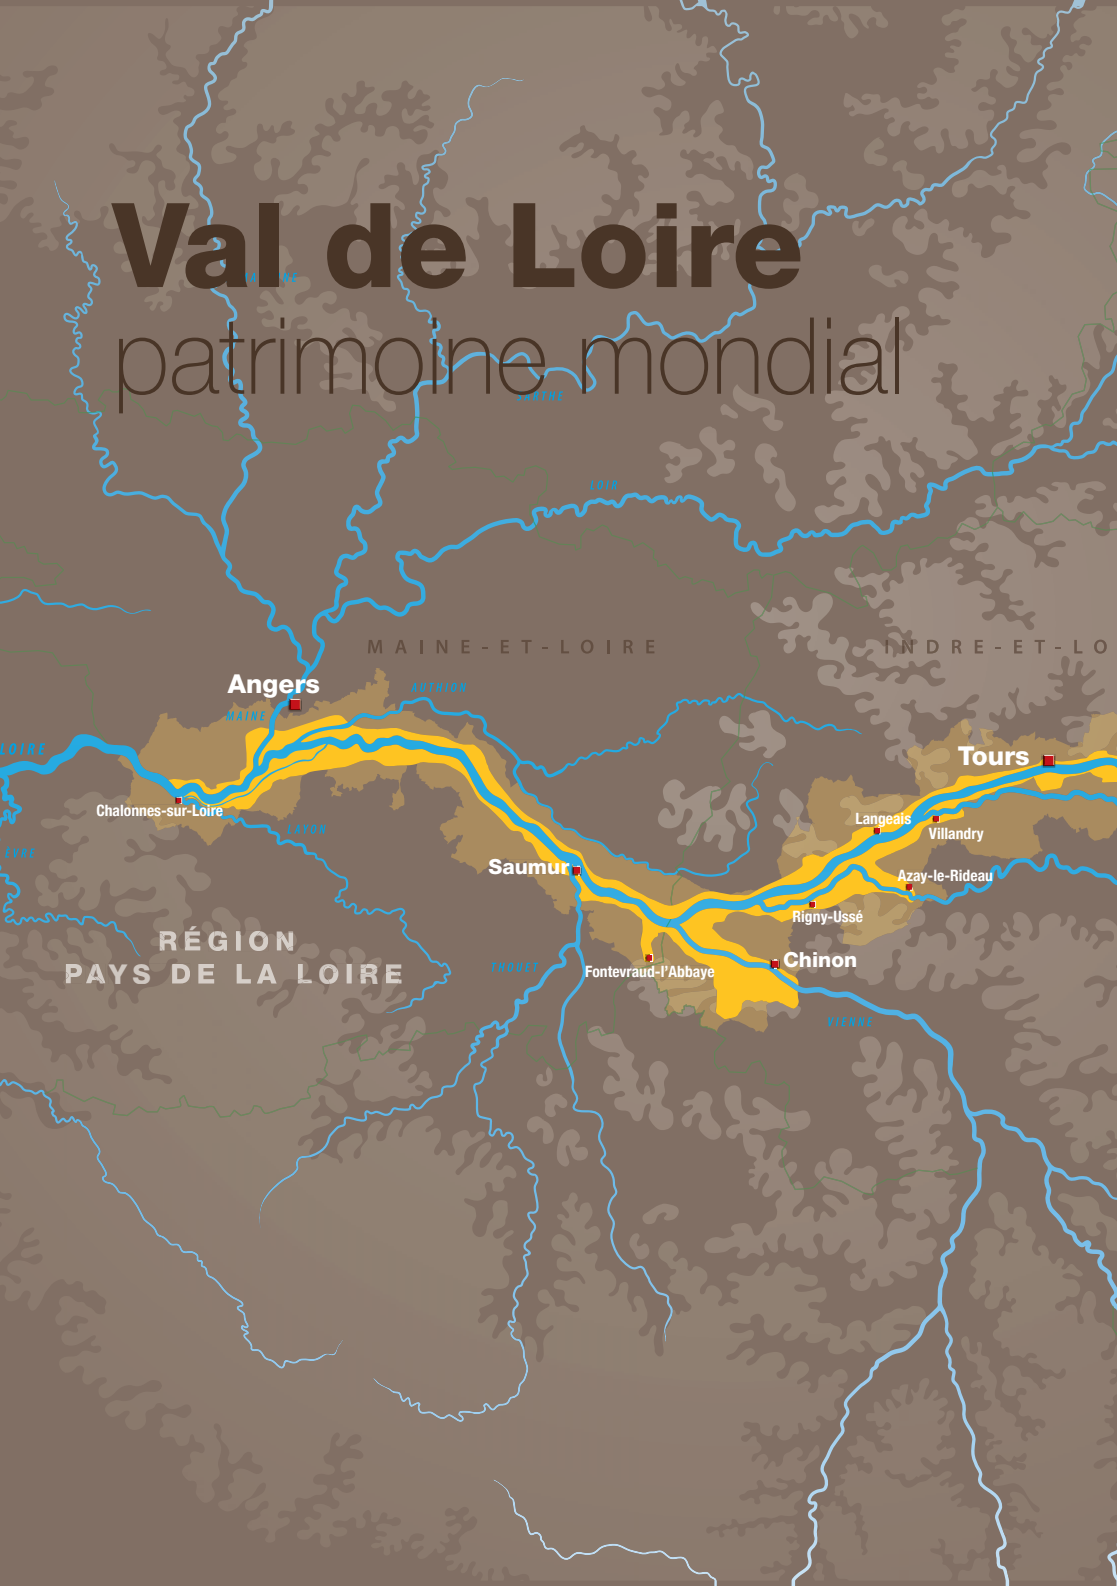 Val de Loire
patrimoine mondial
SARTHE
LOIR
MAINE-ET-LOIRE
INDRE-ET-LO
Angers
AUTHION
MAINE
LOIRE
Tours
Chalonnes-sur-Loire
Langeais
Villandry
LAYON
Saumur
Azay-le-Rideau
Rigny-Ussé
RÉGION
PAYS DE LA LOIRE
Chinon
THOUET
Fontevraud-l'Abbaye
VIENNE